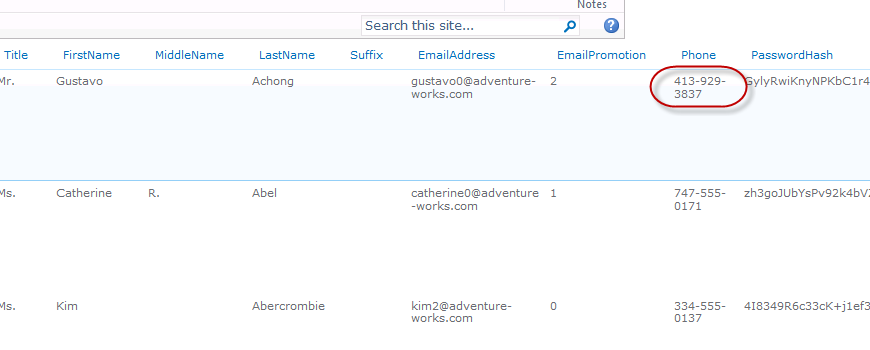 Notes
Search this site...
Title FirstName MiddleName LastName Suffix EmailAddress EmailPromotion Phone PasswordHash
Mr. Gustavo Achong gustavo0@adventure- 2 413-929- GylyRwiKnyNPKbC1r4
works.com 3837
Ms. Catherine R. Abel catherine0@adventure 1 747-555- zh3goJUbYsPv92k4bV
-works.com 0171
Ms. Kim Abercrombie kim2@adventure- 0 334-555- 4I8349R6c33cK+j1ef3
works.com 0137